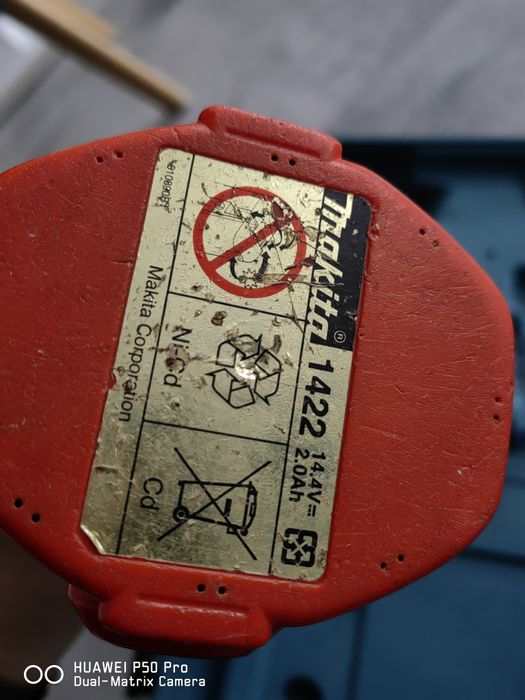 makita® 1422 14.4V⎓
2.0Ah
Ni-Cd
Cd
Makita Corporation
HUAWEI P50 Pro
Dual-Matrix Camera